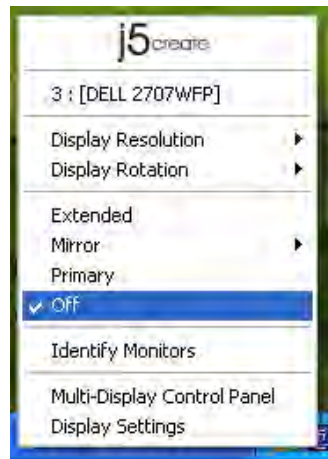 j5create
3 : [DELL 2707WFP]
Display Resolution
Display Rotation
Extended
Mirror
Primary
Off
Identify Monitors
Multi-Display Control Panel
Display Settings